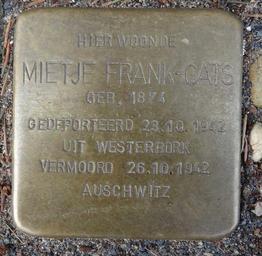 HIER WOONDE
MIETJE FRANK-CATS
GEB. 1874
GEDEPORTEERD 23.10.1942
UIT WESTERBORK
VERMOORD 26.10.1942
AUSCHWITZ